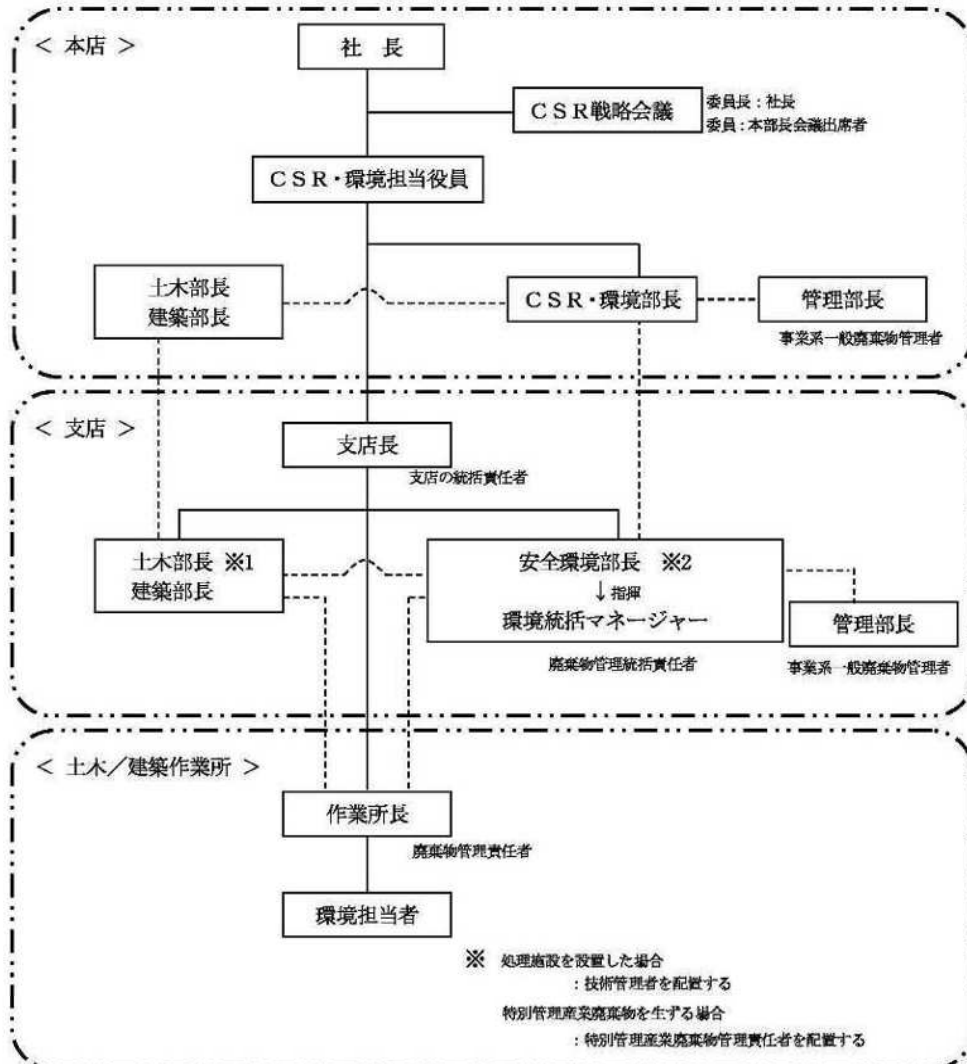 < 本店 >
社 長
CSR戦略会議
委員長：社長
委員：本部長会議出席者
CSR・環境担当役員
土木部長
建築部長
CSR・環境部長
管理部長
事業系一般廃棄物管理者
< 支店 >
支店長
支店の統括責任者
土木部長 ※1
建築部長
安全環境部長 ※2
↓指揮
環境統括マネージャー
廃棄物管理統括責任者
管理部長
事業系一般廃棄物管理者
< 土木／建築作業所 >
作業所長
廃棄物管理責任者
環境担当者
※ 処理施設を設置した場合
：技術管理者を配置する
特別管理産業廃棄物を生ずる場合
：特別管理産業廃棄物管理責任者を配置する